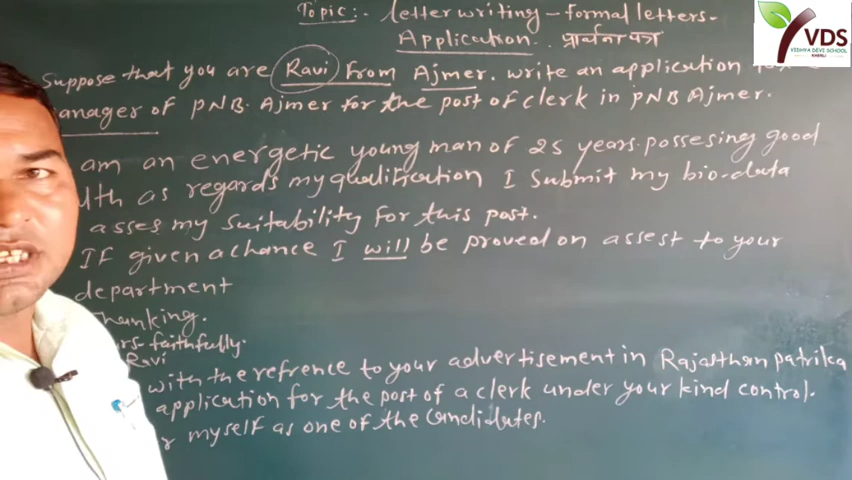 Topic:- letter writing - formal letters.
Application. प्रार्थना पत्र
VDS
VIDHYA DEVI SCHOOL
Suppose that you are Ravi from Ajmer. write an application
of PNB. Ajmer for the post of clerk in PNB Ajmer.
am an energetic young man of 25 years. possesing good
as regards my qualification I submit my bio-data
asses my suitability for this post.
If given a chance I will be proved on assest to your
department
Thanking.
faithfully.
Ravi
with the refrence to your advertisement in Rajasthan patrika
application for the post of a clerk under your kind control.
myself as one of the candidates.